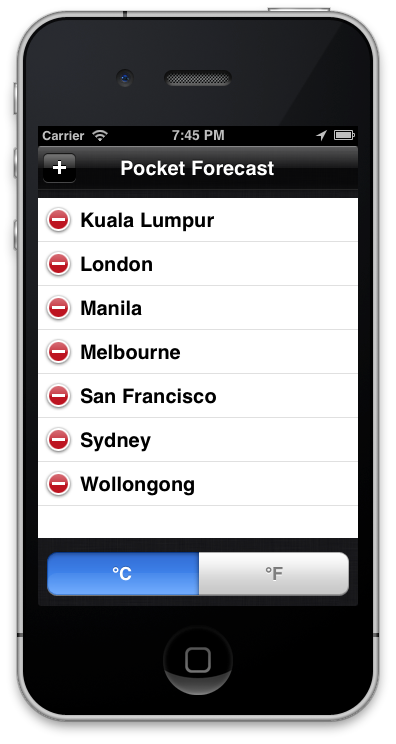 Carrier 7:45 PM
+ Pocket Forecast
Kuala Lumpur
London
Manila
Melbourne
San Francisco
Sydney
Wollongong
°C °F